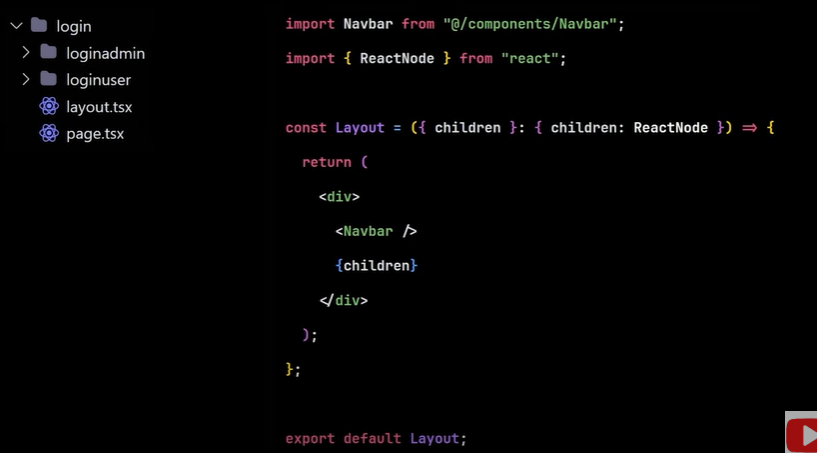 login
loginadmin
loginuser
layout.tsx
page.tsx
import Navbar from "@/components/Navbar";
import { ReactNode } from "react";
const Layout = ({ children }: { children: ReactNode }) => {
return (
<div>
<Navbar />
{children}
</div>
);
};
export default Layout;